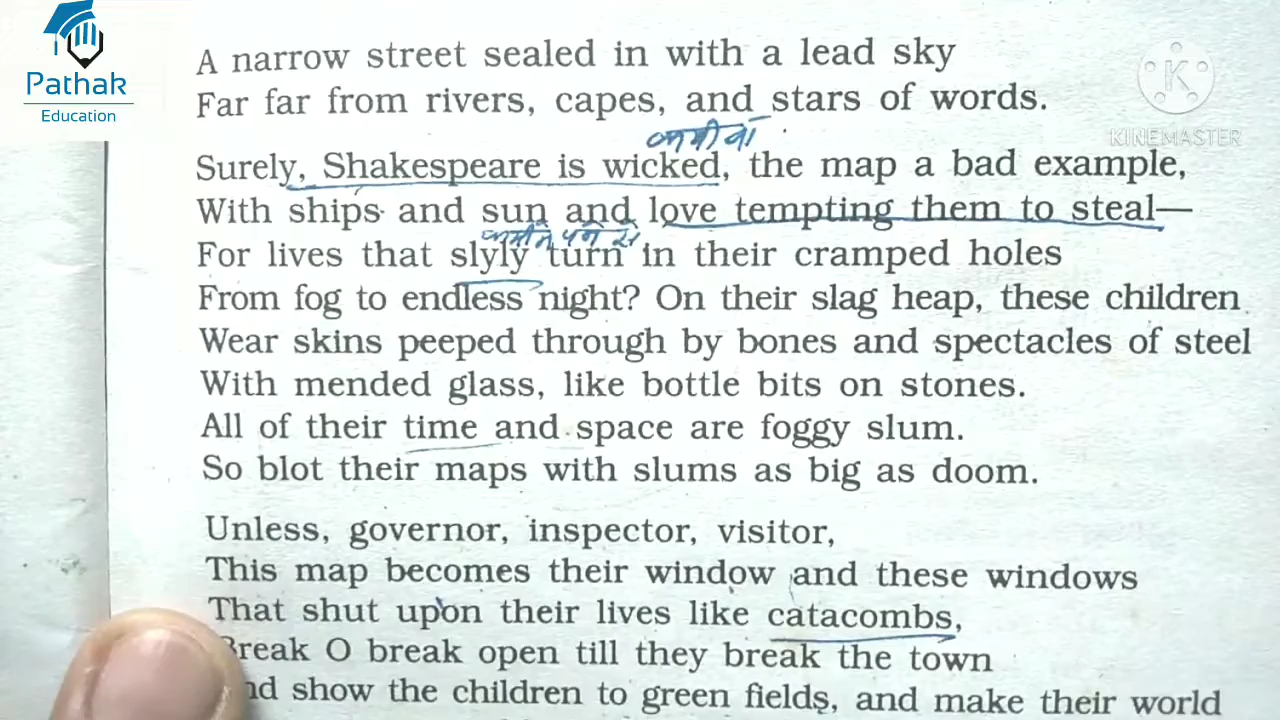 Pathak
Education
KINEMASTER
A narrow street sealed in with a lead sky
Far far from rivers, capes, and stars of words.
कमीना
Surely, Shakespeare is wicked, the map a bad example,
With ships and sun and love tempting them to steal—
कमीने पन से
For lives that slyly turn in their cramped holes
From fog to endless night? On their slag heap, these children
Wear skins peeped through by bones and spectacles of steel
With mended glass, like bottle bits on stones.
All of their time and space are foggy slum.
So blot their maps with slums as big as doom.
Unless, governor, inspector, visitor,
This map becomes their window and these windows
That shut upon their lives like catacombs,
Break O break open till they break the town
nd show the children to green fields, and make their world